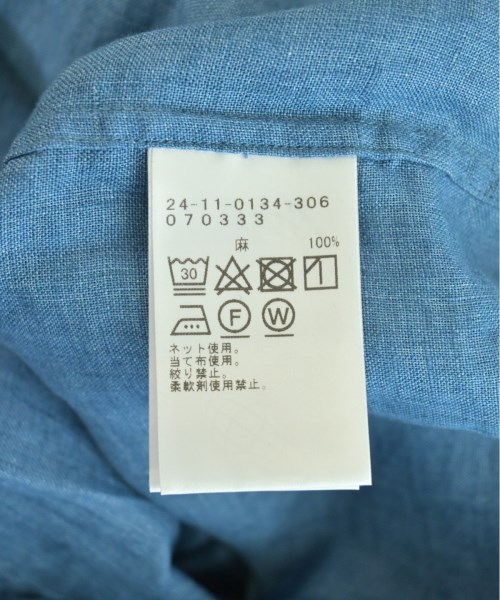 24-11-0134-306
070333
麻 100%
30
F W
ネット使用。
当て布使用。
絞り禁止。
柔軟剤使用禁止。